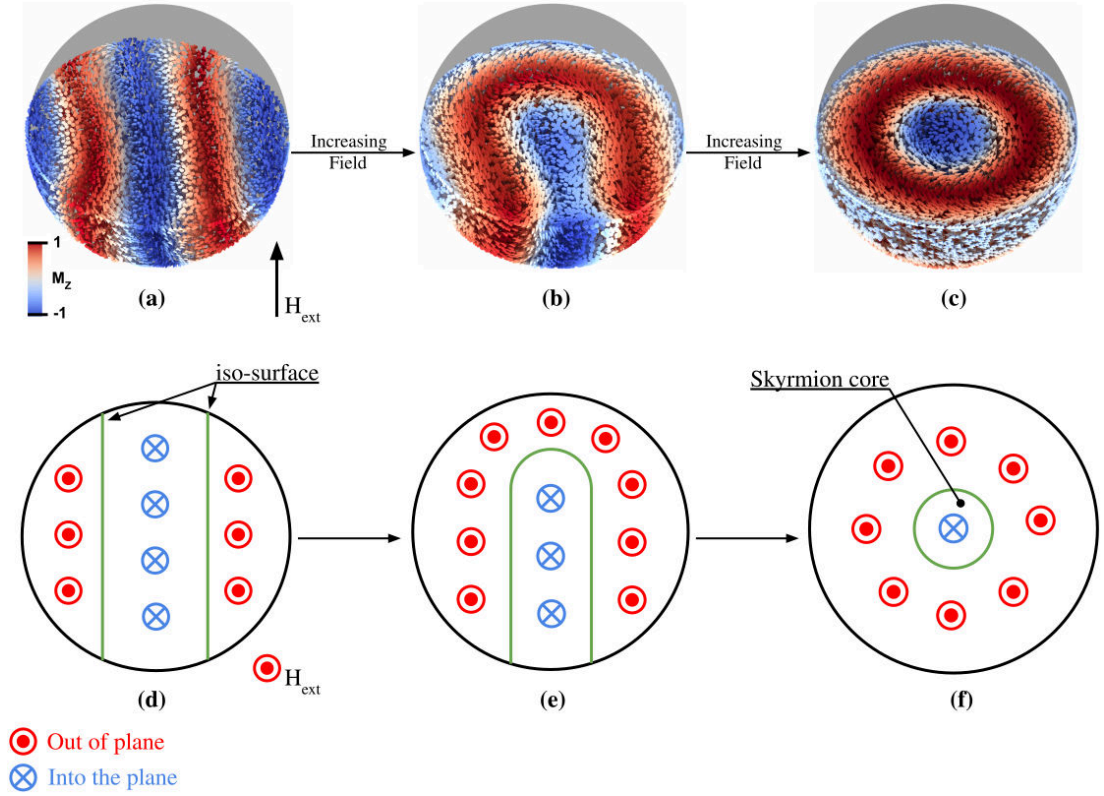 Increasing
Field
Increasing
Field
1
M_Z
-1
H_ext
(a)
(b)
(c)
iso-surface
Skyrmion core
H_ext
(d)
(e)
(f)
Out of plane
Into the plane